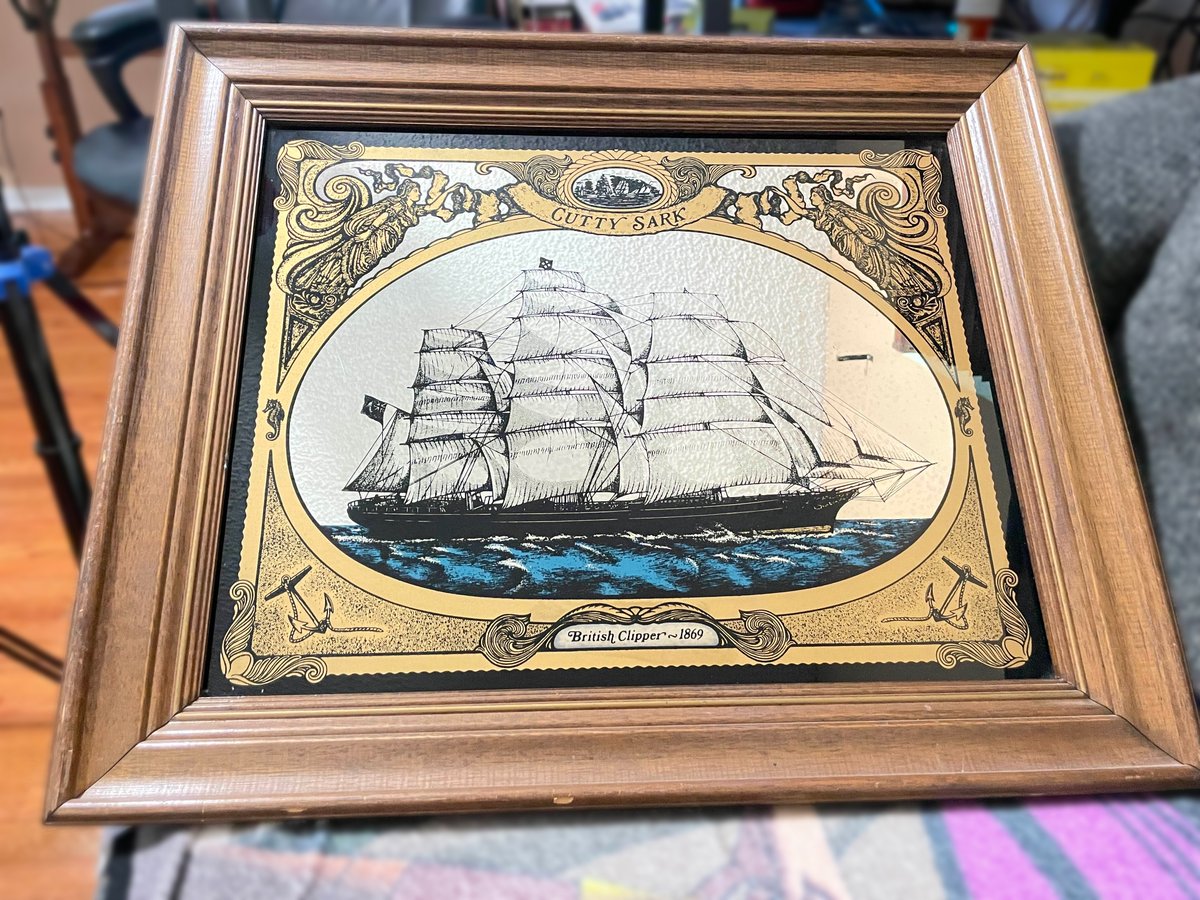 CUTTY SARK
British Clipper ~ 1869